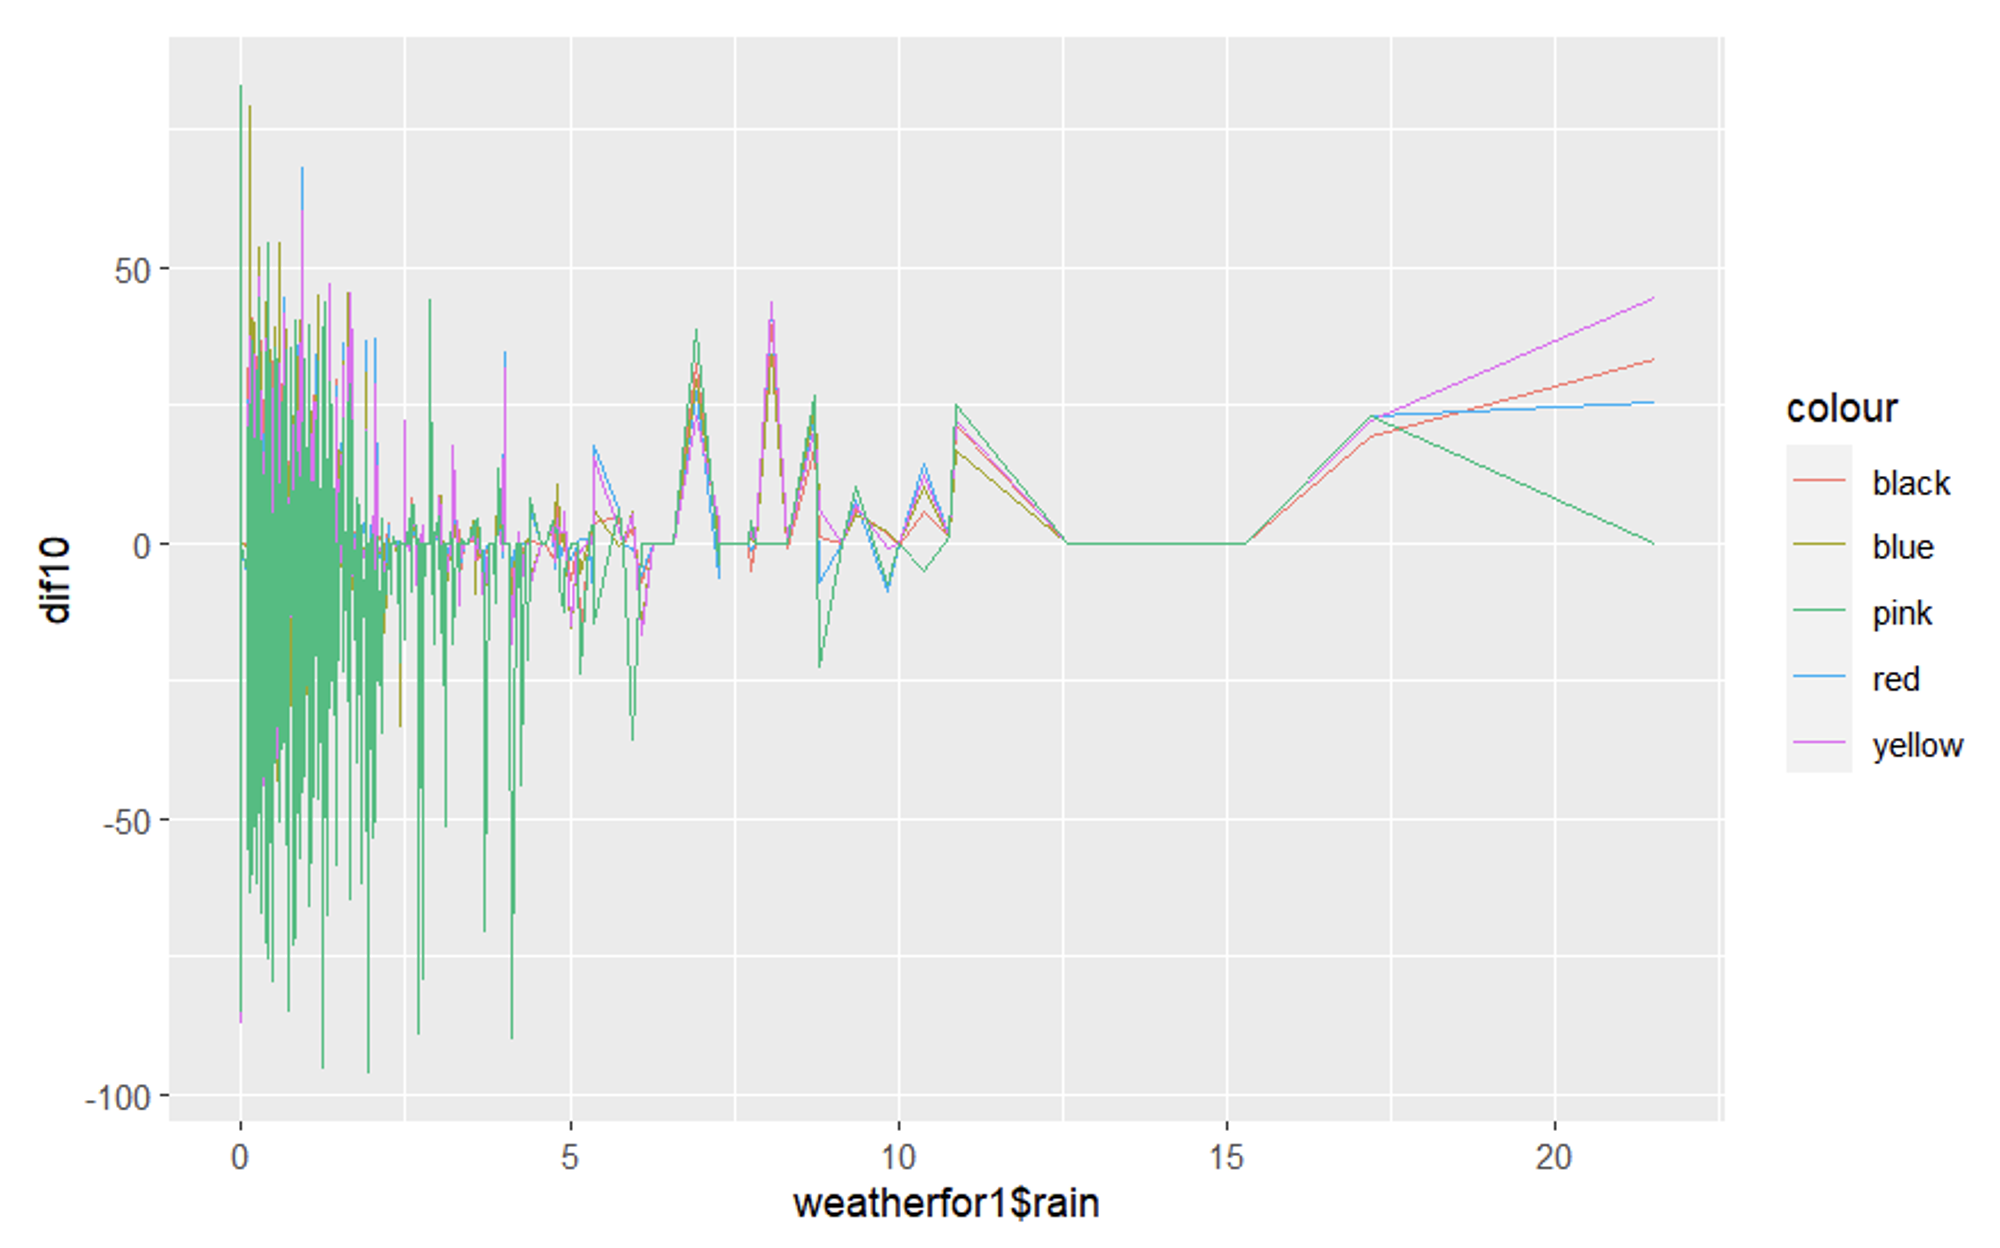 50
0
-50
-100
dif10
0 5 10 15 20
weatherfor1$rain
colour
black
blue
pink
red
yellow